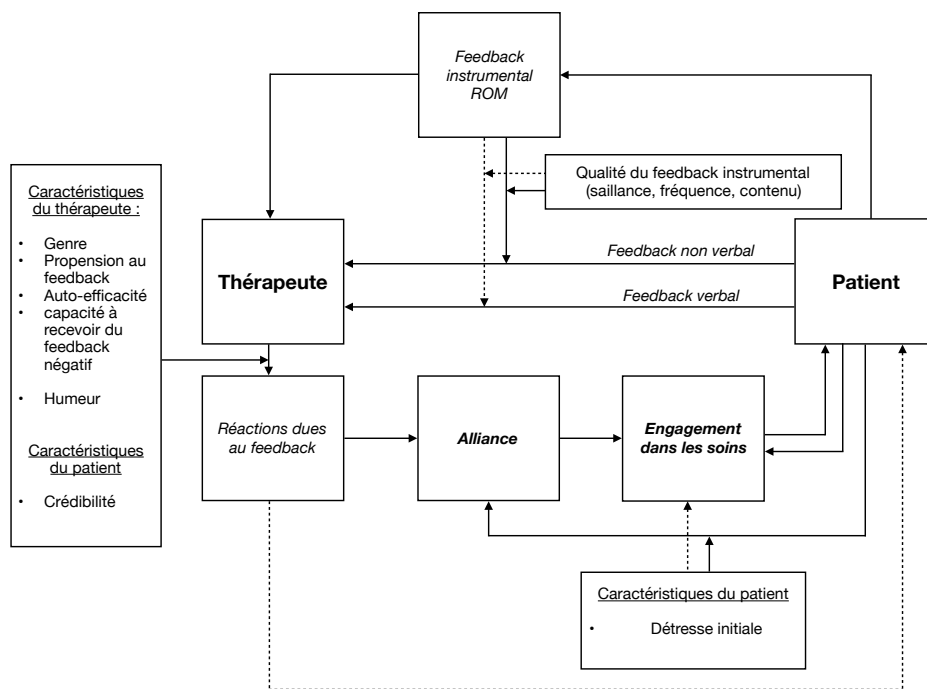 Feedback
instrumental
ROM
Qualité du feedback instrumental
(saillance, fréquence, contenu)
Caractéristiques
du thérapeute :
• Genre
• Propension au
feedback
• Auto-efficacité
• capacité à
recevoir du
feedback
négatif
• Humeur
Caractéristiques
du patient
• Crédibilité
Thérapeute
Feedback non verbal
Feedback verbal
Patient
Réactions dues
au feedback
Alliance
Engagement
dans les soins
Caractéristiques du patient
• Détresse initiale